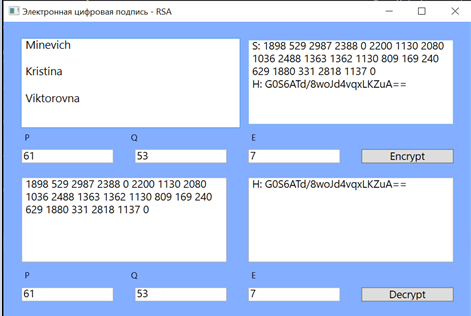 Электронная цифровая подпись - RSA
Minevich
Kristina
Viktorovna
S: 1898 529 2987 2388 0 2200 1130 2080
1036 2488 1363 1362 1130 809 169 240
629 1880 331 2818 1137 0
H: G0S6ATd/8woJd4vqxLKZuA==
P
Q
E
61
53
7
Encrypt
1898 529 2987 2388 0 2200 1130 2080
1036 2488 1363 1362 1130 809 169 240
629 1880 331 2818 1137 0
H: G0S6ATd/8woJd4vqxLKZuA==
P
Q
E
61
53
7
Decrypt